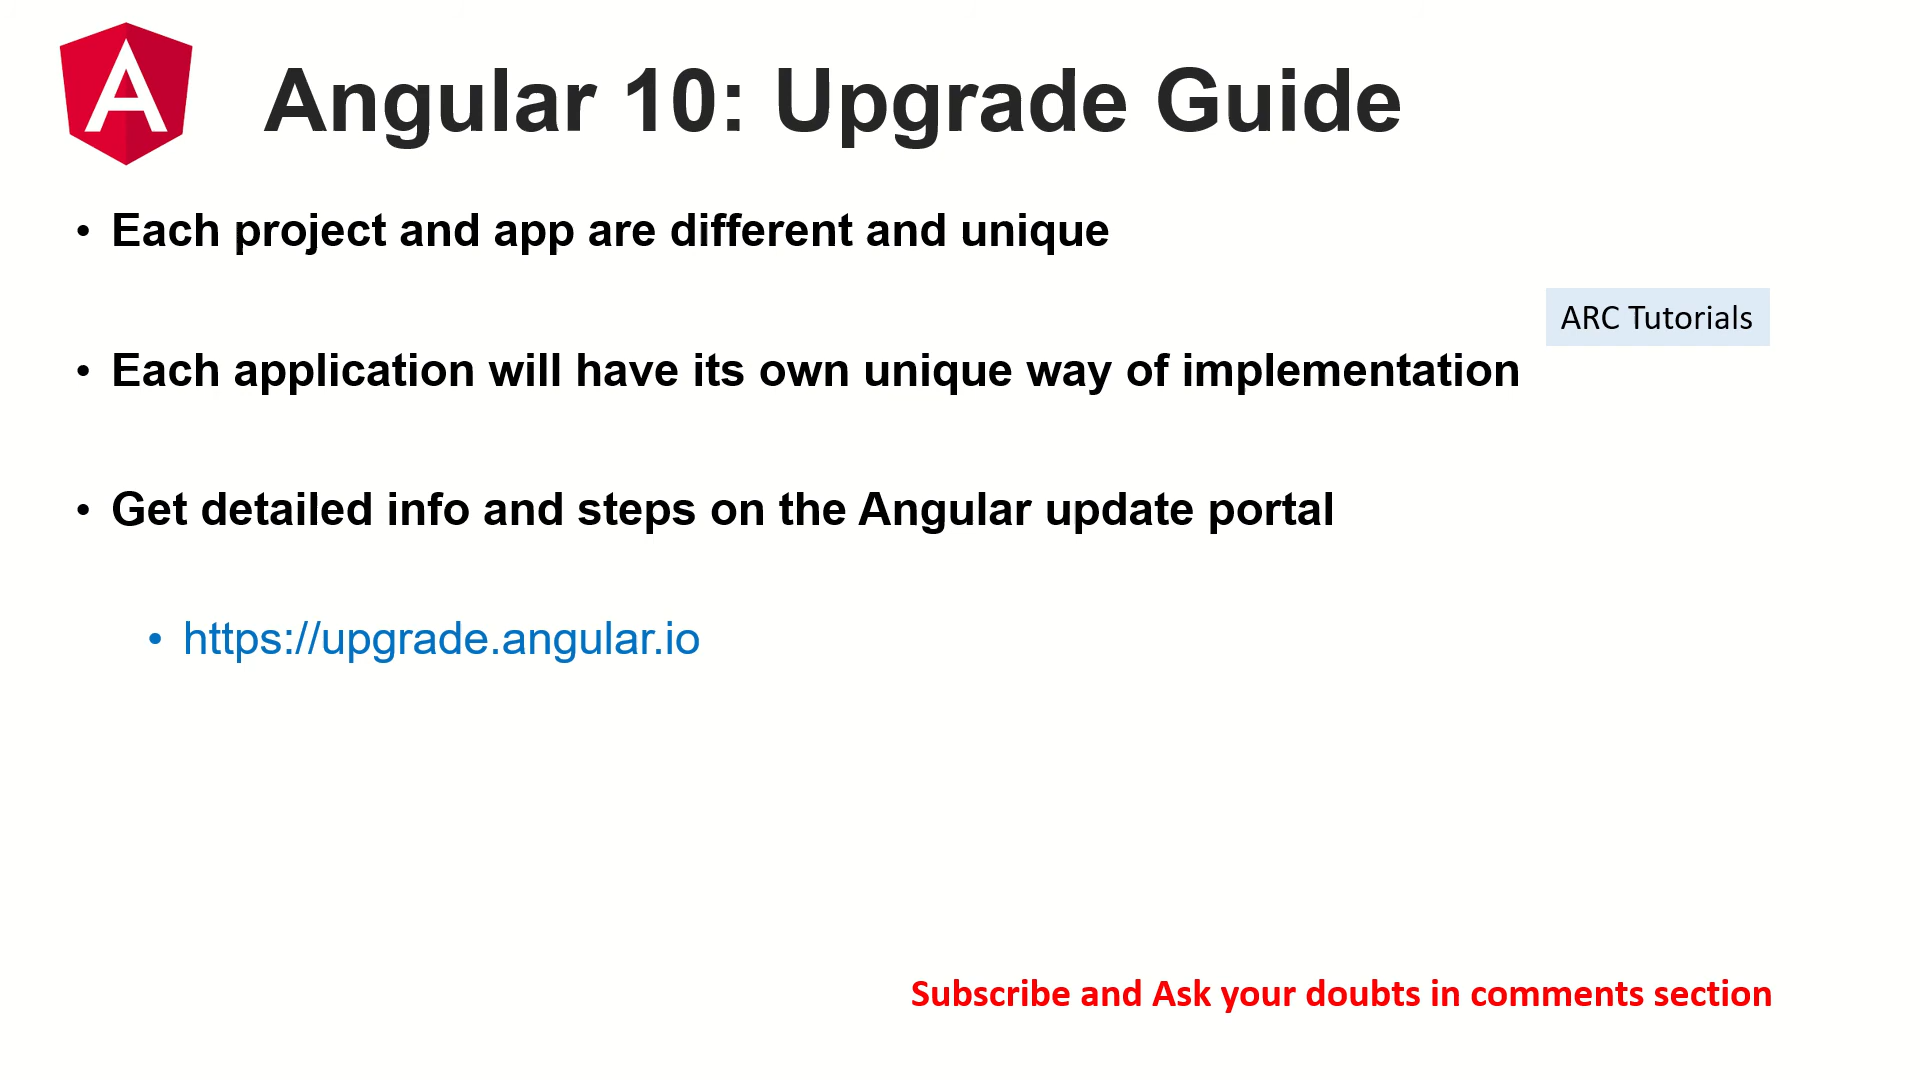 Angular 10: Upgrade Guide
• Each project and app are different and unique
ARC Tutorials
• Each application will have its own unique way of implementation
• Get detailed info and steps on the Angular update portal
• https://upgrade.angular.io
Subscribe and Ask your doubts in comments section